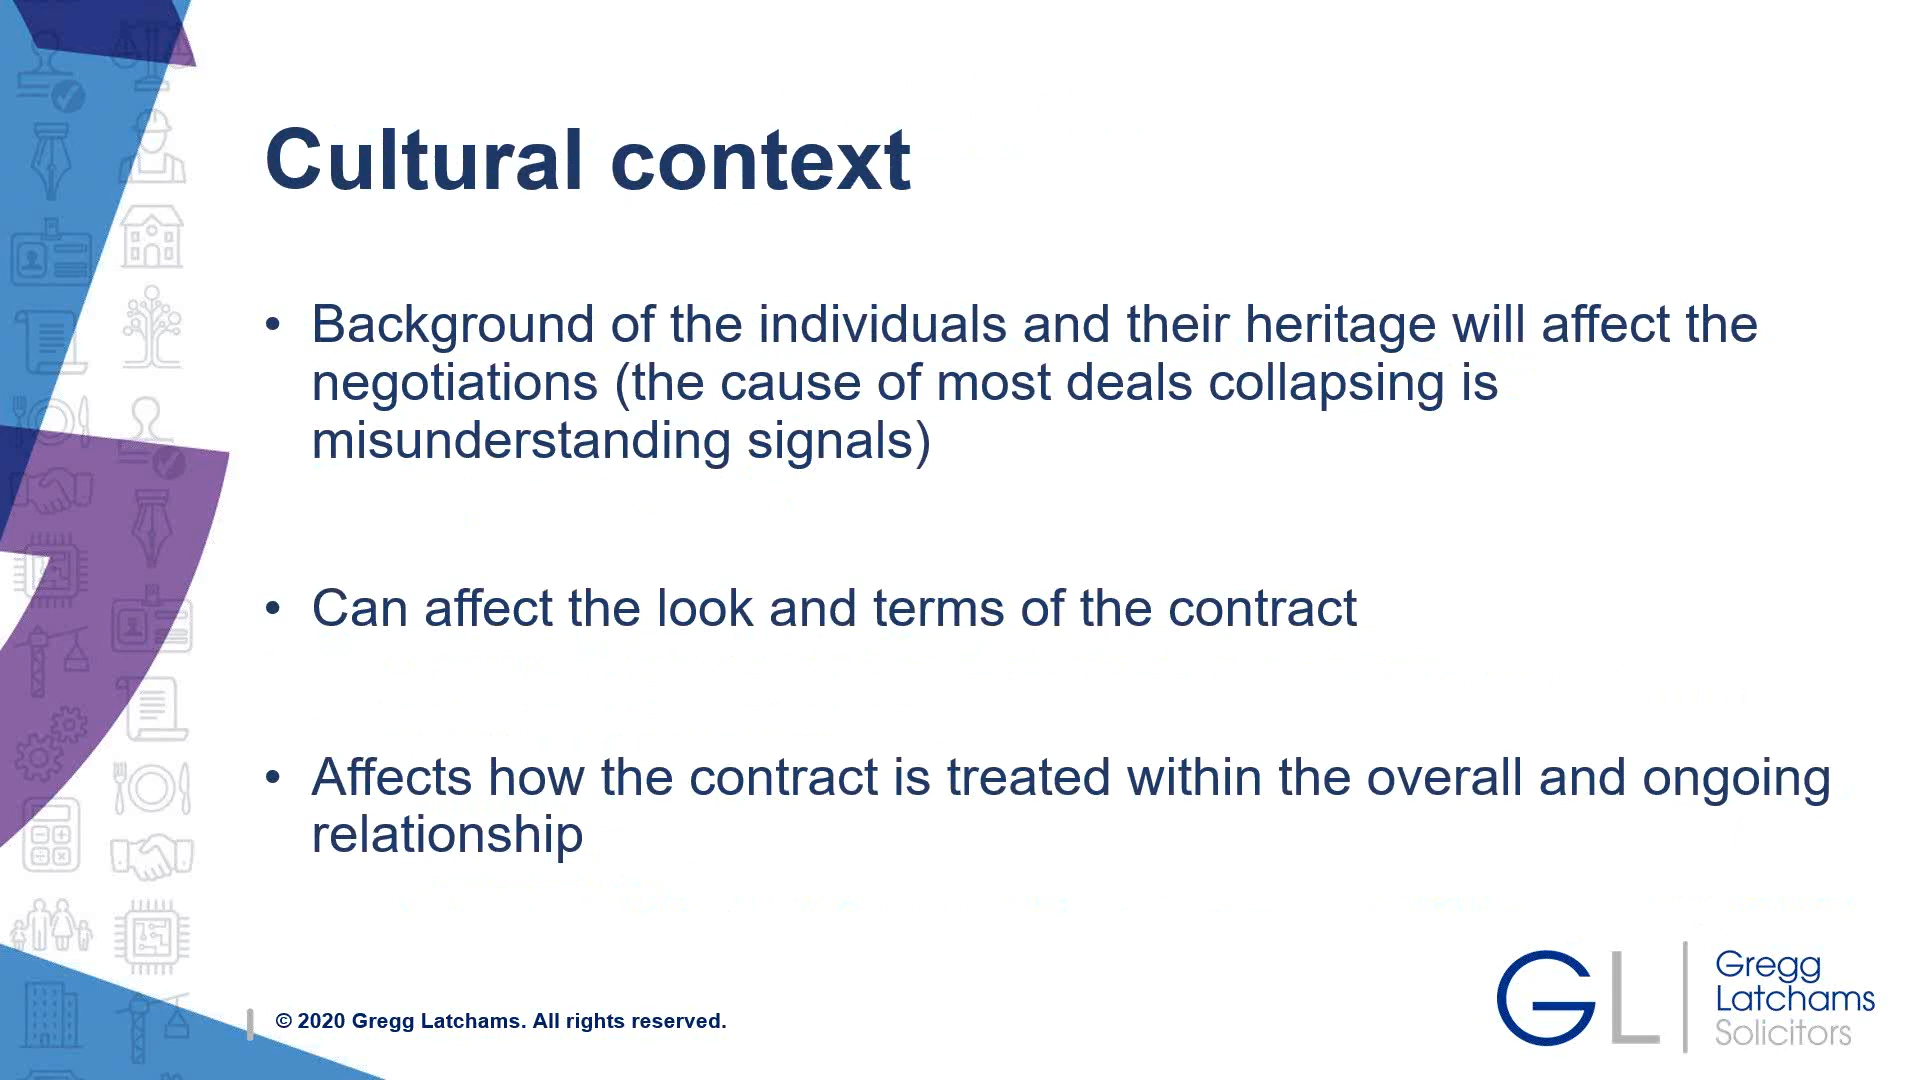 Cultural context
• Background of the individuals and their heritage will affect the
negotiations (the cause of most deals collapsing is
misunderstanding signals)
• Can affect the look and terms of the contract
• Affects how the contract is treated within the overall and ongoing
relationship
© 2020 Gregg Latchams. All rights reserved.
GL
Gregg
Latchams
Solicitors